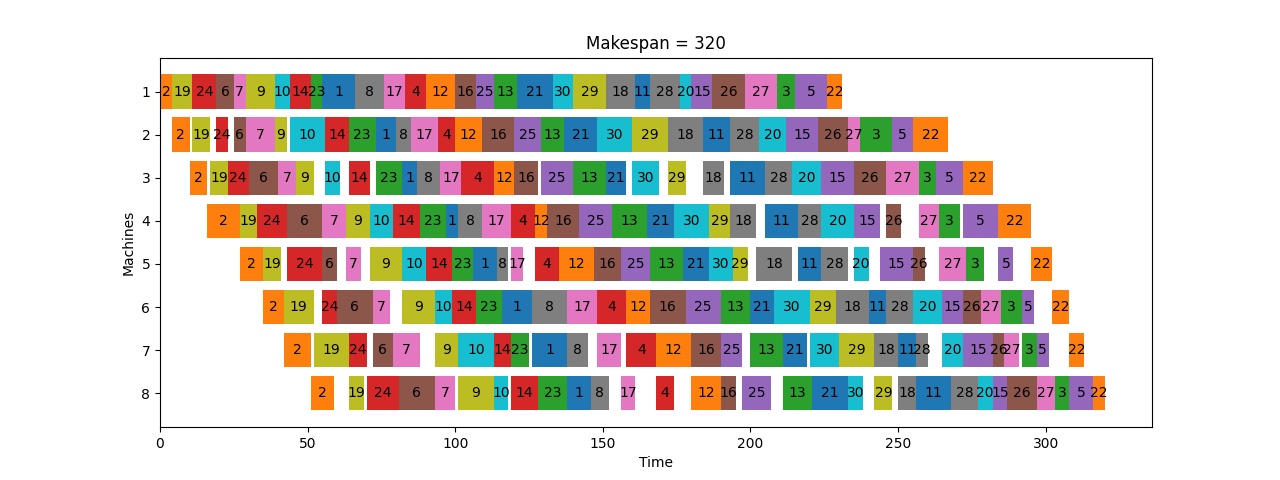 Makespan = 320
1 2 19 24 6 7 9 10 14 23 1 8 17 4 12 16 25 13 21 30 29 18 11 28 20 15 26 27 3 5 22
2 2 19 24 6 7 9 10 14 23 1 8 17 4 12 16 25 13 21 30 29 18 11 28 20 15 26 27 3 5 22
3 2 19 24 6 7 9 10 14 23 1 8 17 4 12 16 25 13 21 30 29 18 11 28 20 15 26 27 3 5 22
4 2 19 24 6 7 9 10 14 23 1 8 17 4 12 16 25 13 21 30 29 18 11 28 20 15 26 27 3 5 22
Machines
5 2 19 24 6 7 9 10 14 23 1 8 17 4 12 16 25 13 21 30 29 18 11 28 20 15 26 27 3 5 22
6 2 19 24 6 7 9 10 14 23 1 8 17 4 12 16 25 13 21 30 29 18 11 28 20 15 26 27 3 5 22
7 2 19 24 6 7 9 10 14 23 1 8 17 4 12 16 25 13 21 30 29 18 11 28 20 15 26 27 3 5 22
8 2 19 24 6 7 9 10 14 23 1 8 17 4 12 16 25 13 21 30 29 18 11 28 20 15 26 27 3 5 22
0 50 100 150 200 250 300
Time